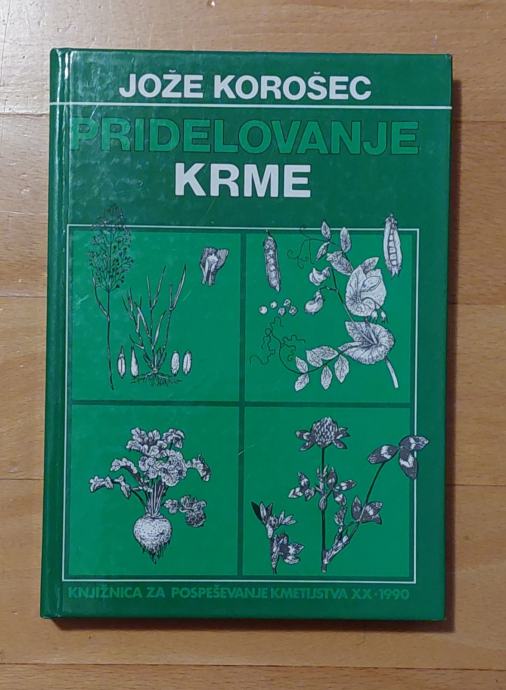 JOŽE KOROŠEC
PRIDELOVANJE
KRME
KNJIŽNICA ZA POSPEŠEVANJE KMETIJSTVA XX • 1990